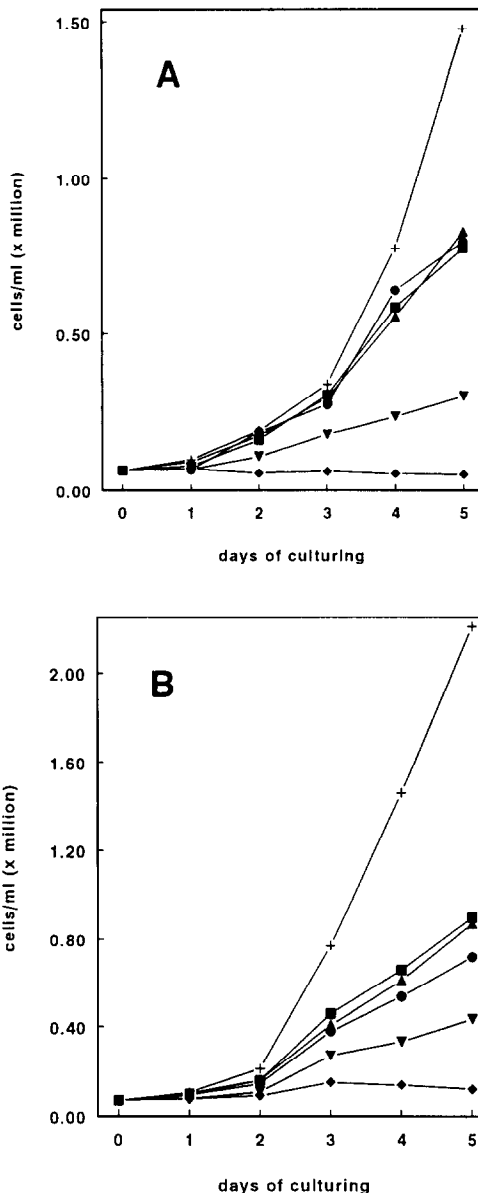 1.50
A
1.00
cells/ml (x million)
0.50
0.00
0 1 2 3 4 5
days of culturing
B
2.00
1.60
1.20
cells/ml (x million)
0.80
0.40
0.00
0 1 2 3 4 5
days of culturing